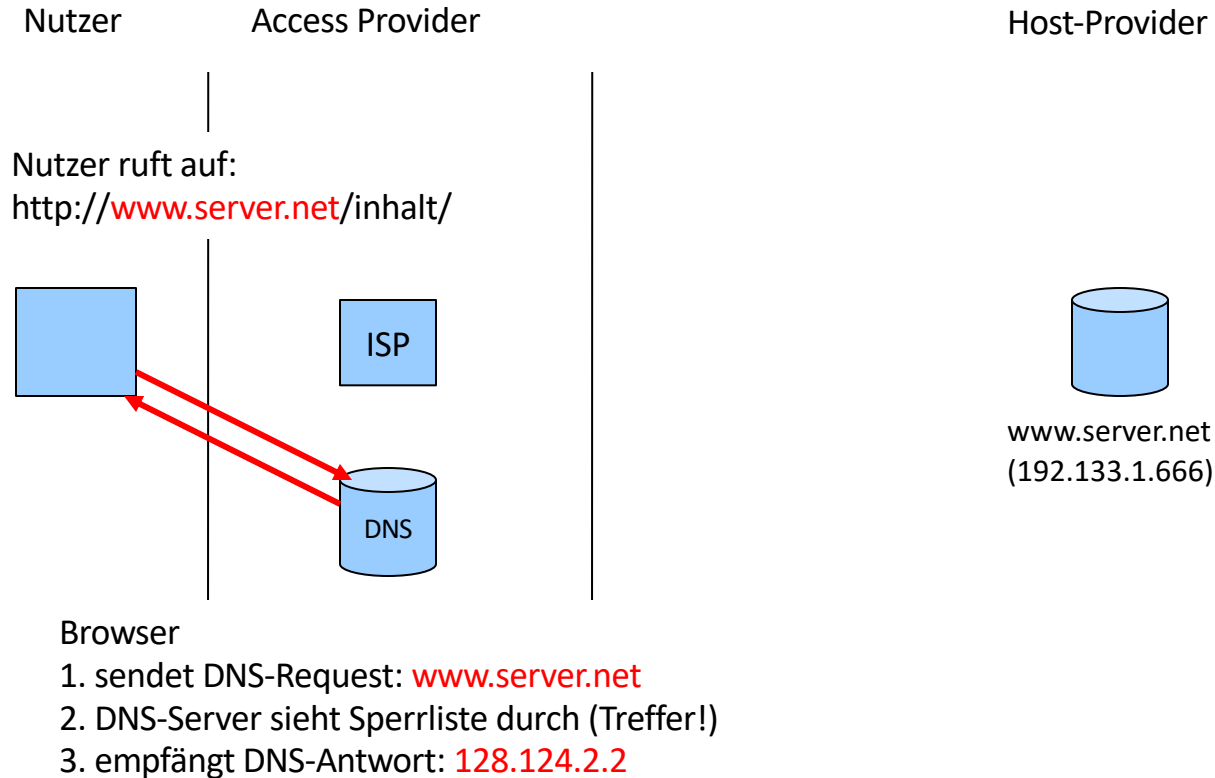 Nutzer
Access Provider
Host-Provider
Nutzer ruft auf:
http://www.server.net/inhalt/
ISP
DNS
www.server.net
(192.133.1.666)
Browser
1. sendet DNS-Request: www.server.net
2. DNS-Server sieht Sperrliste durch (Treffer!)
3. empfängt DNS-Antwort: 128.124.2.2